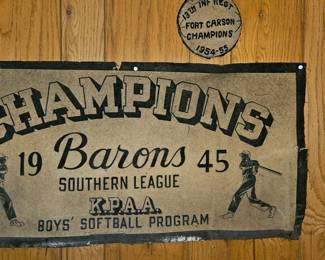 13TH INF REGT
FORT CARSON
CHAMPIONS
1954-55
CHAMPIONS
19 Barons 45
SOUTHERN LEAGUE
K.P.A.A.
BOYS' SOFTBALL PROGRAM